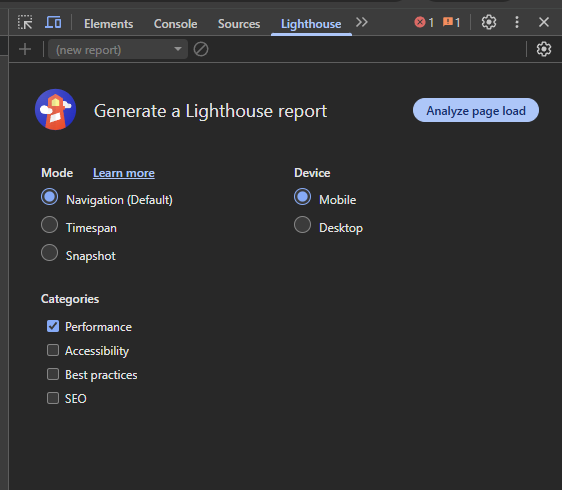 Elements Console Sources Lighthouse 1 1
(new report)
Generate a Lighthouse report Analyze page load
Mode Learn more Device
Navigation (Default) Mobile
Timespan Desktop
Snapshot
Categories
Performance
Accessibility
Best practices
SEO